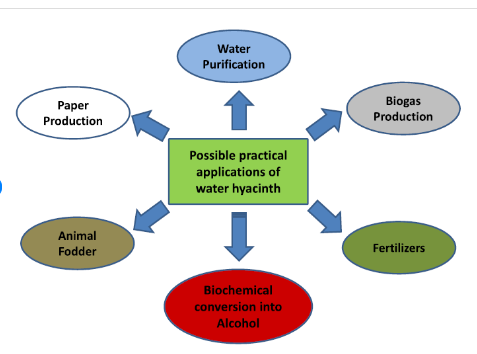 Water
Purification
Paper
Production
Biogas
Production
Possible practical
applications of
water hyacinth
Animal
Fodder
Fertilizers
Biochemical
conversion into
Alcohol